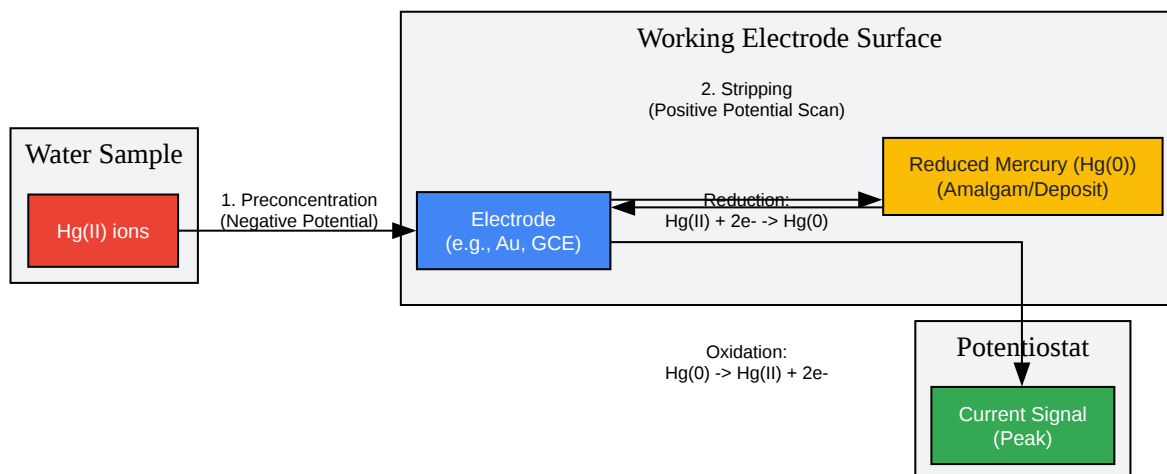 Working Electrode Surface
2. Stripping
(Positive Potential Scan)
Water Sample
Hg(II) ions
1. Preconcentration
(Negative Potential)
Electrode
(e.g., Au, GCE)
Reduction:
Hg(II) + 2e- -> Hg(0)
Reduced Mercury (Hg(0))
(Amalgam/Deposit)
Oxidation:
Hg(0) -> Hg(II) + 2e-
Potentiostat
Current Signal
(Peak)